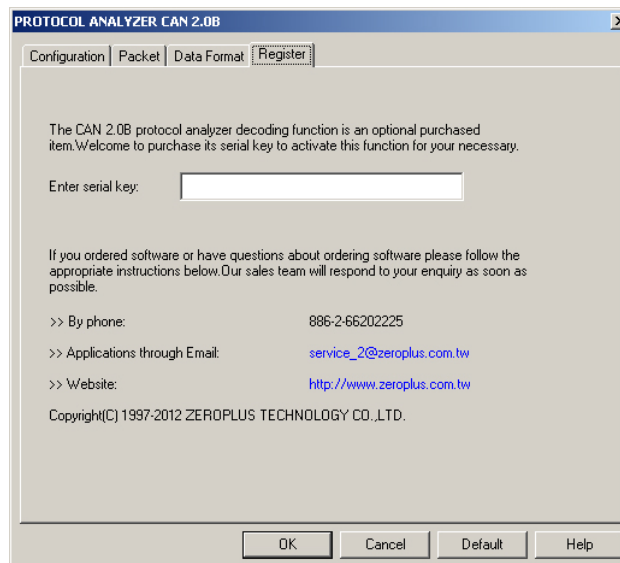 PROTOCOL ANALYZER CAN 2.0B
Configuration Packet Data Format Register
The CAN 2.0B protocol analyzer decoding function is an optional purchased
item.Welcome to purchase its serial key to activate this function for your necessary.
Enter serial key:
If you ordered software or have questions about ordering software please follow the
appropriate instructions below.Our sales team will respond to your enquiry as soon as
possible.
>> By phone: 886-2-66202225
>> Applications through Email: service_2@zeroplus.com.tw
>> Website: http://www.zeroplus.com.tw
Copyright(C) 1997-2012 ZEROPLUS TECHNOLOGY CO.,LTD.
OK Cancel Default Help